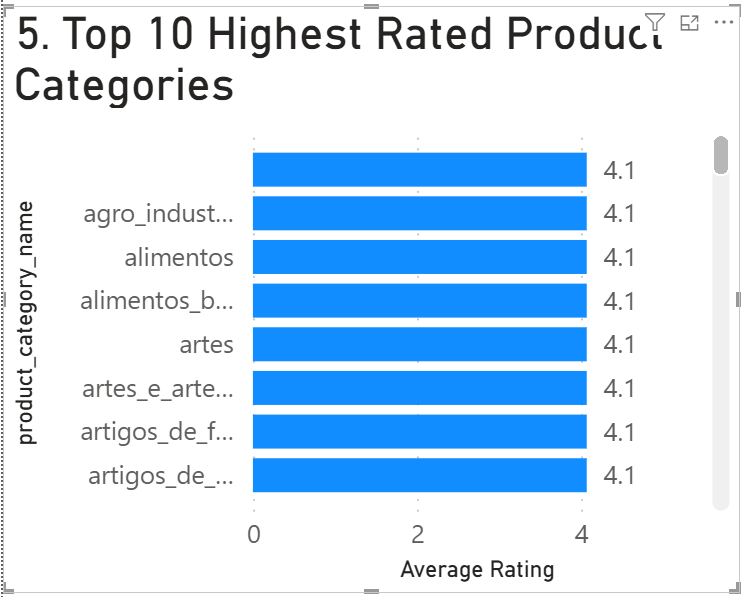 5. Top 10 Highest Rated Product
Categories
product_category_name
4.1
agro_indust... 4.1
alimentos 4.1
alimentos_b... 4.1
artes 4.1
artes_e_arte... 4.1
artigos_de_f... 4.1
artigos_de_... 4.1
0 2 4
Average Rating